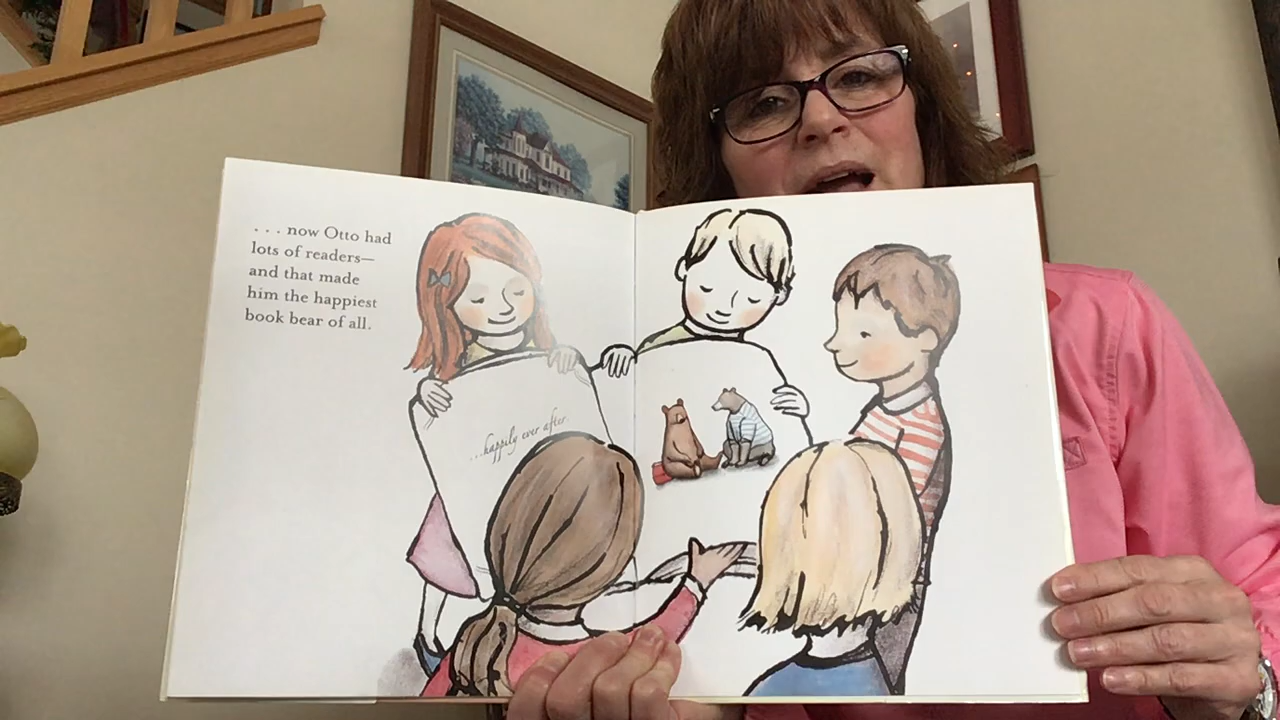 . . . now Otto had
lots of readers—
and that made
him the happiest
book bear of all.
...happily ever after.